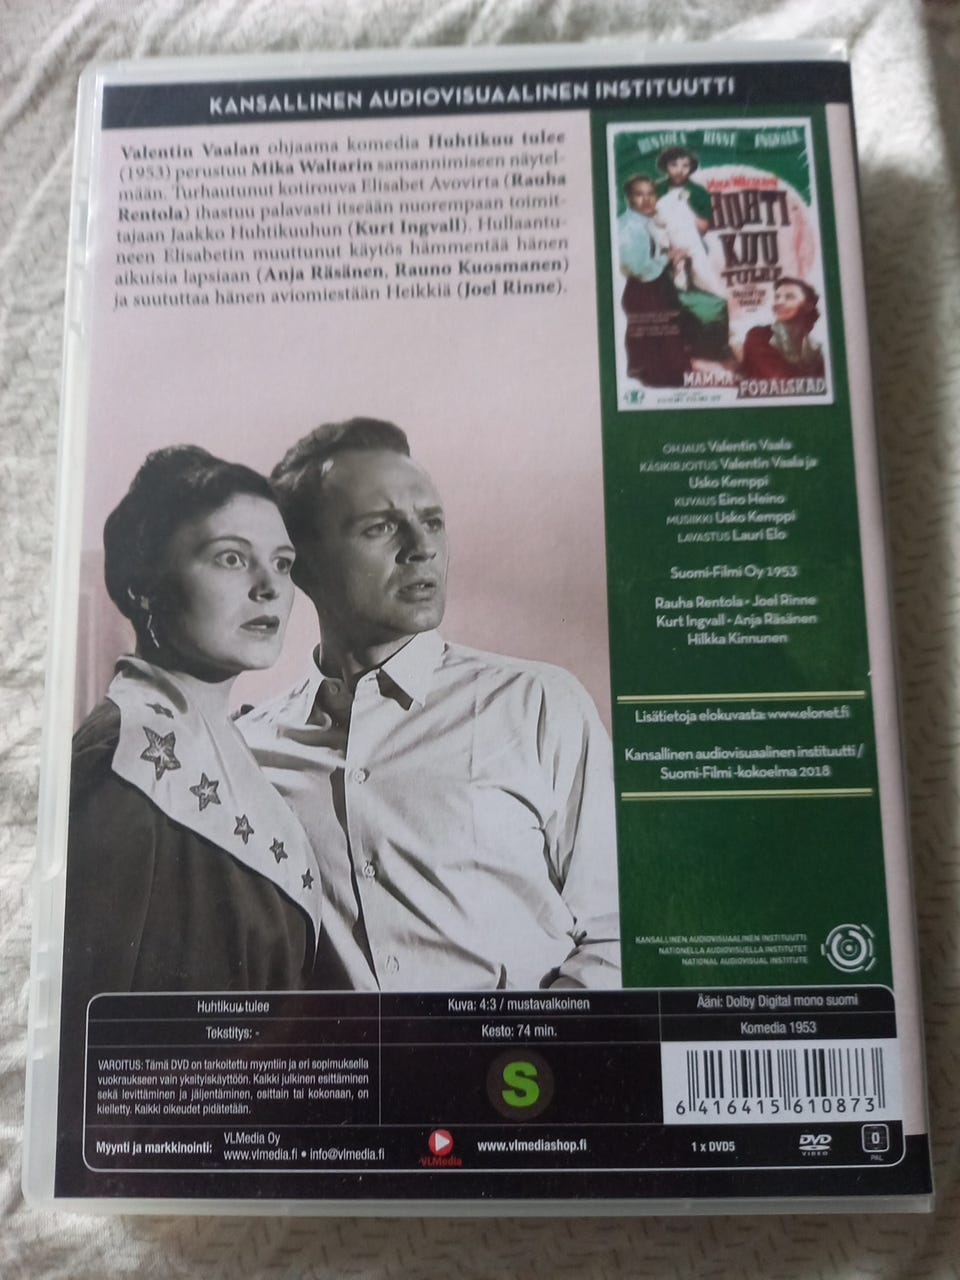 KANSALLINEN AUDIOVISUAALINEN INSTITUUTTI
Valentin Vaalan ohjaama komedia Huhtikuu tulee
(1953) perustuu Mika Waltarin samannimiseen näytel-
mään. Turhautunut kotirouva Elisabet Avovirta (Rauha
Rentola) ihastuu palavasti itseään nuorempaan toimit-
tajaan Jaakko Huhtikuuhun (Kurt Ingvall). Hullaantu-
neen Elisabetin muuttunut käytös hämmentää hänen
aikuisia lapsiaan (Anja Räsänen, Rauno Kuosmanen)
ja suututtaa hänen aviomiestään Heikkiä (Joel Rinne).
RENTOLA RINNE INGVALL
MIKA WALTARIN
HUHTI
KUU
TULEE
MAMMA
FÖRÄLSKAD
OHJAUS Valentin Vaala
KÄSIKIRJOITUS Valentin Vaala ja
Usko Kemppi
KUVAUS Eino Heino
MUSIIKKI Usko Kemppi
LAVASTUS Lauri Elo
Suomi-Filmi Oy 1953
Rauha Rentola • Joel Rinne
Kurt Ingvall • Anja Räsänen
Hilkka Kinnunen
Lisätietoja elokuvasta: www.elonet.fi
Kansallinen audiovisuaalinen instituutti /
Suomi-Filmi -kokoelma 2018
KANSALLINEN AUDIOVISUAALINEN INSTITUUTTI
NATIONELLA AUDIOVISUELLA INSTITUTET
NATIONAL AUDIOVISUAL INSTITUTE
Huhtikuu tulee
Kuva: 4:3 / mustavalkoinen
Ääni: Dolby Digital mono suomi
Tekstitys: -
Kesto: 74 min.
Komedia 1953
VAROITUS: Tämä DVD on tarkoitettu myyntiin ja eri sopimuksella
vuokraukseen vain yksityiskäyttöön. Kaikki julkinen esittäminen
sekä levittäminen ja jäljentäminen, osittain tai kokonaan, on
kielletty. Kaikki oikeudet pidätetään.
S
6 416415 610873
Myynti ja markkinointi:
VLMedia Oy
www.vlmedia.fi • info@vlmedia.fi
VLMedia
www.vlmediashop.fi
1 x DVD5
DVD
VIDEO
0
PAL